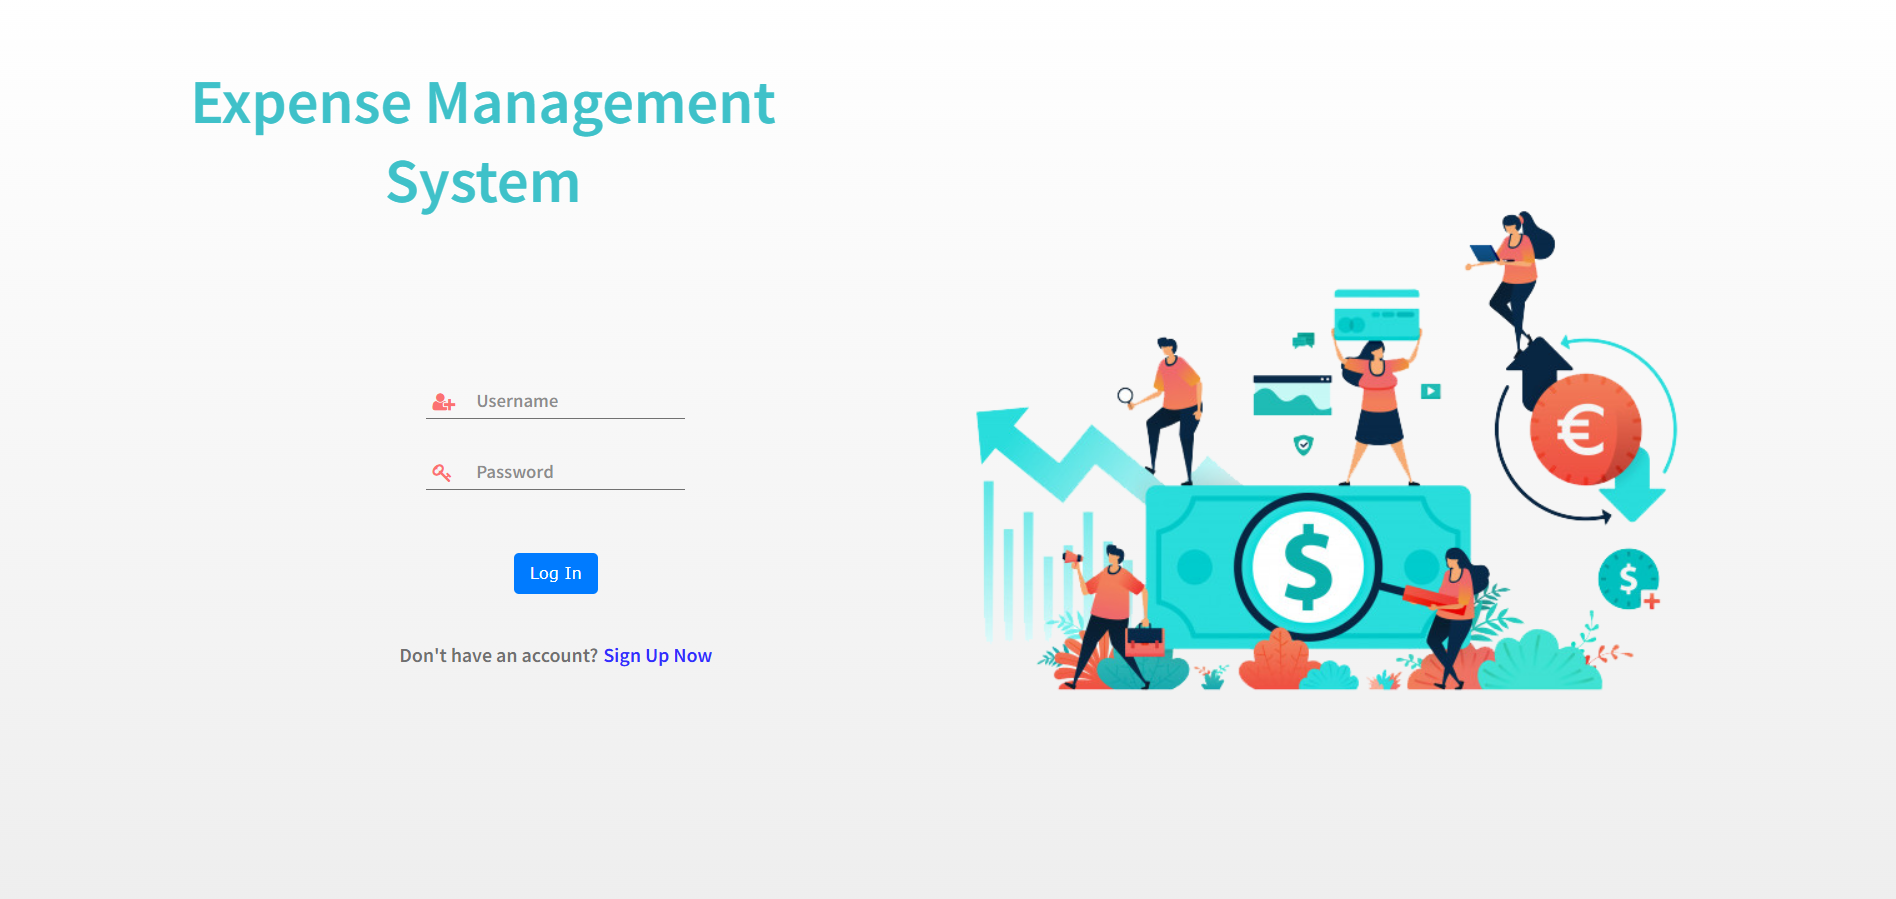 Expense Management
System
Username
Password
Log In
Don't have an account? Sign Up Now
€
$
$